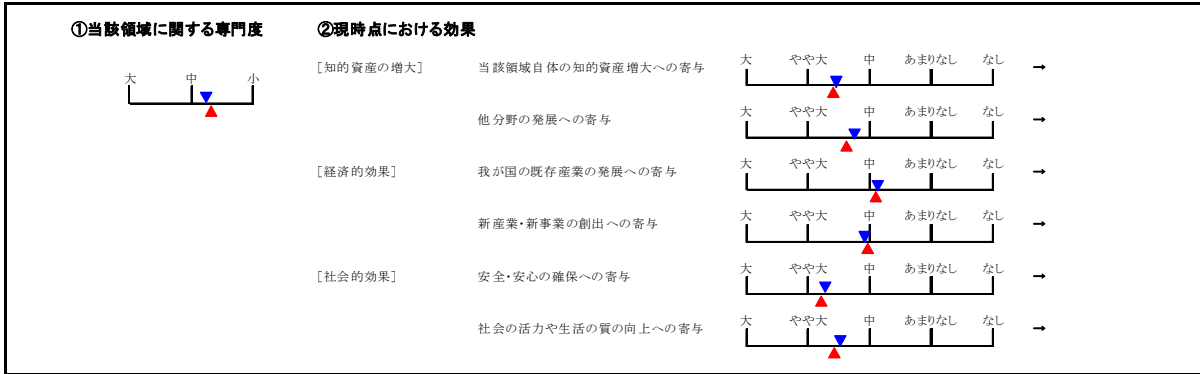 ①当該領域に関する専門度 ②現時点における効果
大 中 小
[知的資産の増大] 当該領域自体の知的資産増大への寄与 大 やや大 中 あまりなし なし →
他分野の発展への寄与 大 やや大 中 あまりなし なし →
[経済的効果] 我が国の既存産業の発展への寄与 大 やや大 中 あまりなし なし →
新産業・新事業の創出への寄与 大 やや大 中 あまりなし なし →
[社会的効果] 安全・安心の確保への寄与 大 やや大 中 あまりなし なし →
社会の活力や生活の質の向上への寄与 大 やや大 中 あまりなし なし →